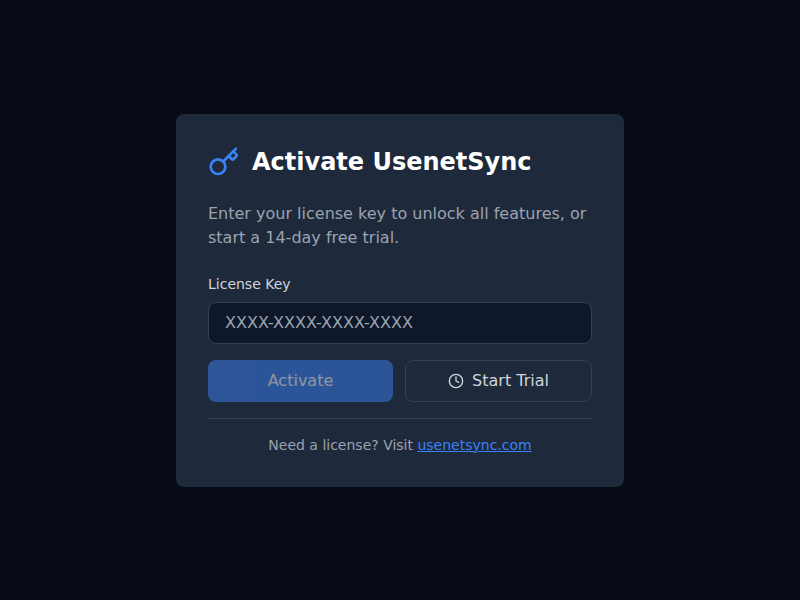 Activate UsenetSync
Enter your license key to unlock all features, or
start a 14-day free trial.
License Key
XXXX-XXXX-XXXX-XXXX
Activate
Start Trial
Need a license? Visit usenetsync.com